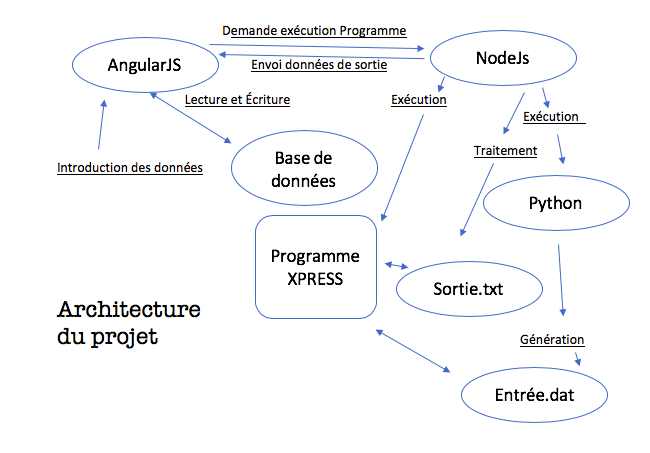 Demande exécution Programme
AngularJS
NodeJs
Envoi données de sortie
Lecture et Écriture
Exécution
Exécution
Introduction des données
Base de
données
Traitement
Python
Programme
XPRESS
Sortie.txt
Architecture
du projet
Génération
Entrée.dat